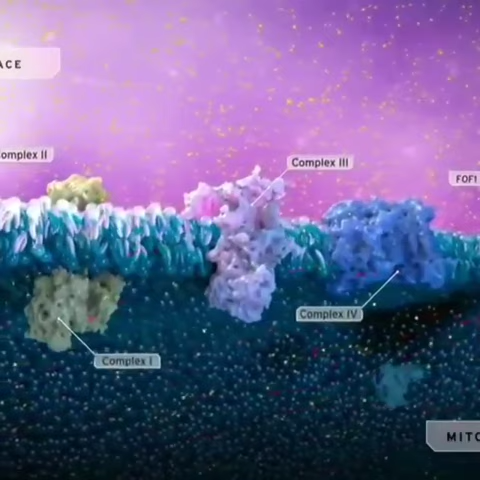 ACE
omplex II
Complex III
FOF1
Complex IV
Complex I
MITO